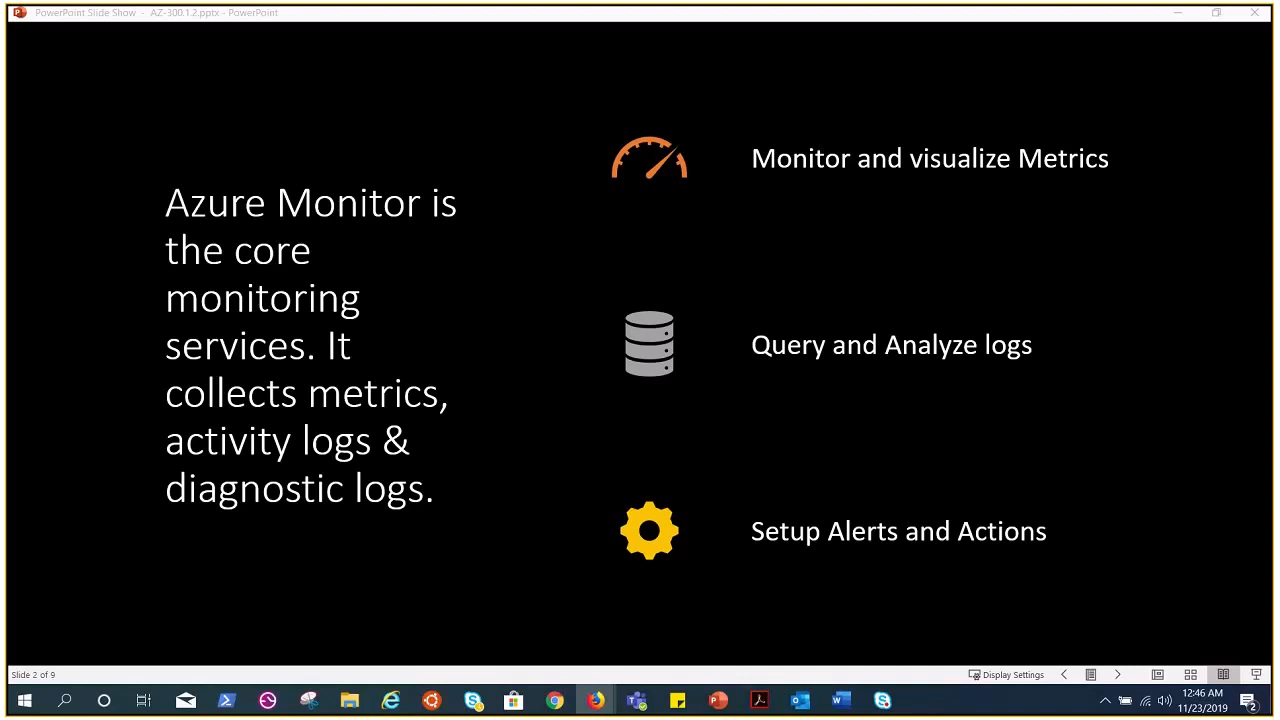 PowerPoint Slide Show - AZ-300.1.2.pptx - PowerPoint
Azure Monitor is
the core
monitoring
services. It
collects metrics,
activity logs &
diagnostic logs.
Monitor and visualize Metrics
Query and Analyze logs
Setup Alerts and Actions
Slide 2 of 9
Display Settings
12:46 AM
11/23/2019
2